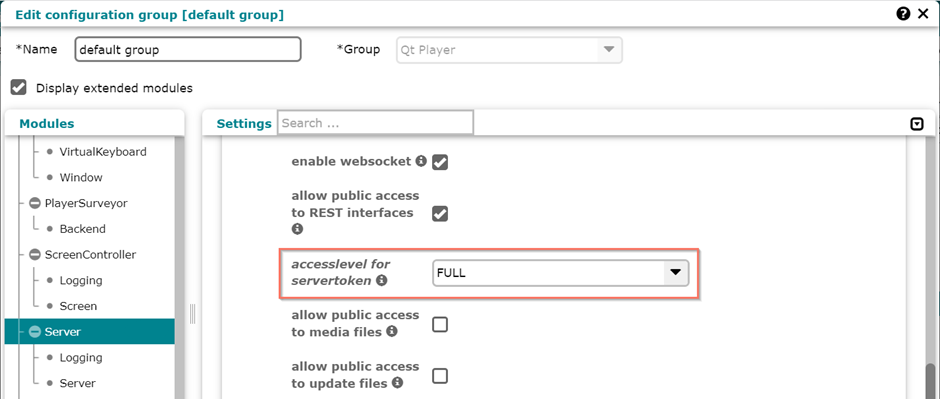 Edit configuration group [default group]
*Name
default group
*Group
Qt Player
Display extended modules
Modules
Settings
Search ...
VirtualKeyboard
Window
PlayerSurveyor
Backend
ScreenController
Logging
Screen
Server
Logging
Server
enable websocket
allow public access
to REST interfaces
accesslevel for
servertoken
FULL
allow public access
to media files
allow public access
to update files